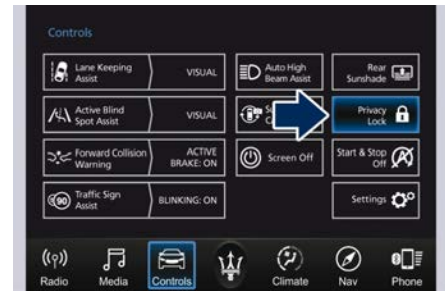 Controls
Lane Keeping
Assist
VISUAL
Auto High
Beam Assist
Rear
Sunshade
Active Blind
Spot Assist
VISUAL
Privacy
Lock
Forward Collision
Warning
ACTIVE
BRAKE: ON
Screen Off
Start & Stop
Off
90
Traffic Sign
Assist
BLINKING: ON
Settings
Radio
Media
Controls
Climate
Nav
Phone